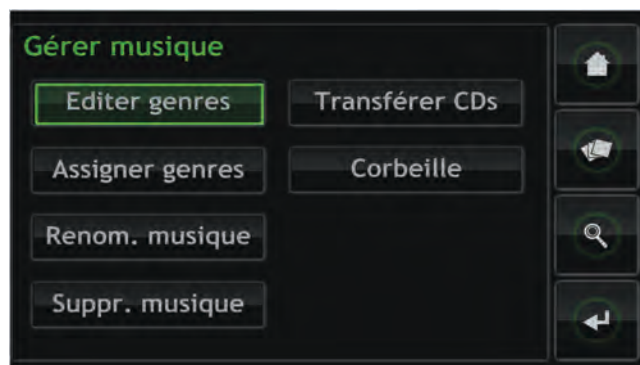 Gérer musique
Editer genres
Transférer CDs
Assigner genres
Corbeille
Renom. musique
Suppr. musique